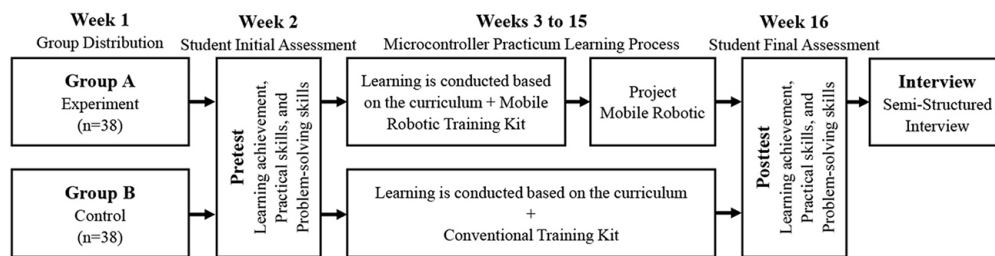 Week 1
Group Distribution
Week 2
Student Initial Assessment
Weeks 3 to 15
Microcontroller Practicum Learning Process
Week 16
Student Final Assessment
Group A
Experiment
(n=38)
Pretest
Learning achievement,
Practical skills, and
Problem-solving skills
Learning is conducted based
on the curriculum + Mobile
Robotic Training Kit
Project
Mobile Robotic
Posttest
Learning achievement,
Practical skills, and
Problem-solving skills
Interview
Semi-Structured
Interview
Group B
Control
(n=38)
Learning is conducted based on the curriculum
+
Conventional Training Kit